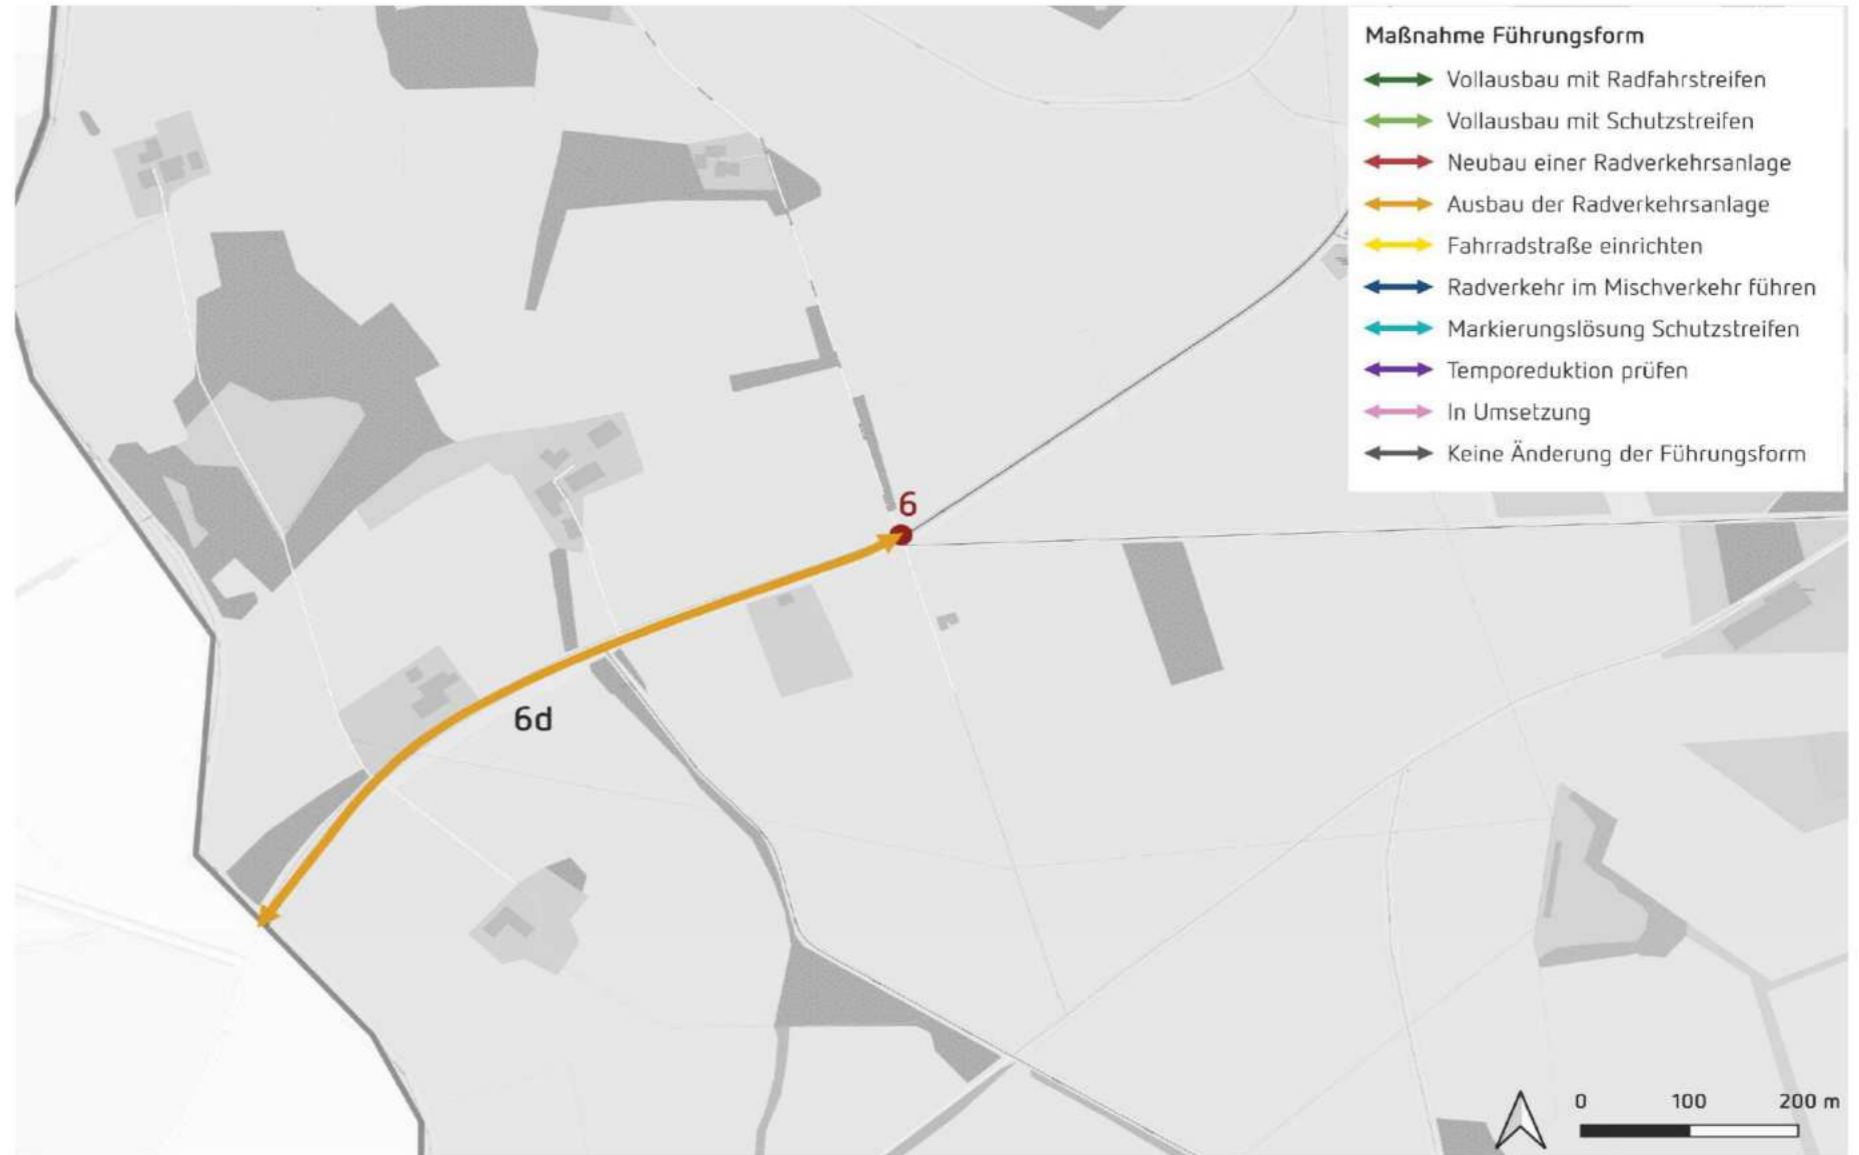 Maßnahme Führungsform
Vollausbau mit Radfahrstreifen
Vollausbau mit Schutzstreifen
Neubau einer Radverkehrsanlage
Ausbau der Radverkehrsanlage
Fahrradstraße einrichten
Radverkehr im Mischverkehr führen
Markierungslösung Schutzstreifen
Temporeduktion prüfen
In Umsetzung
Keine Änderung der Führungsform
6
6d
0 100 200 m